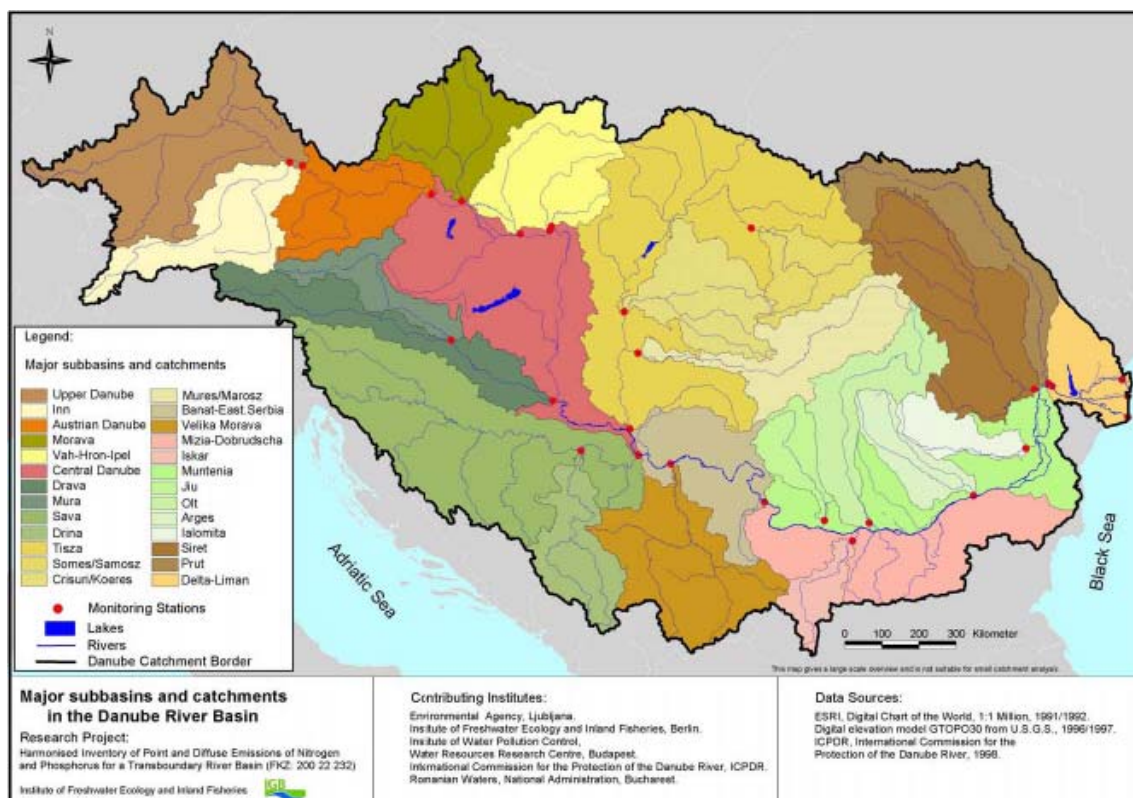 N
Legend:
Major subbasins and catchments
Upper Danube
Inn
Austrian Danube
Morava
Vah-Hron-Ipel
Central Danube
Drava
Mura
Sava
Drina
Tisza
Somes/Samosz
Crisuri/Koeres
Mures/Marosz
Banat-East.Serbia
Velika Morava
Mizia-Dobrudscha
Iskar
Muntenia
Jiu
Olt
Arges
Ialomita
Siret
Prut
Delta-Liman
Monitoring Stations
Lakes
Rivers
Danube Catchment Border
Adriatic Sea
Black Sea
0 100 200 300 Kilometer
This map gives a large scale overview and is not suitable for small catchment analysis.
Major subbasins and catchments
in the Danube River Basin
Research Project:
Harmonised Inventory of Point and Diffuse Emissions of Nitrogen
and Phosphorus for a Transboundary River Basin (FKZ: 200 22 232)
Institute of Freshwater Ecology and Inland Fisheries
IGB
Contributing Institutes:
Environmental Agency, Ljubljana.
Insitute of Freshwater Ecology and Inland Fisheries, Berlin.
Insitute of Water Pollution Control,
Water Resources Research Centre, Budapest.
International Commission for the Protection of the Danube River, ICPDR.
Romanian Waters, National Administration, Bucharest.
Data Sources:
ESRI, Digital Chart of the World, 1:1 Million, 1991/1992.
Digital elevation model GTOPO30 from U.S.G.S., 1996/1997.
ICPDR, International Commission for the
Protection of the Danube River, 1998.